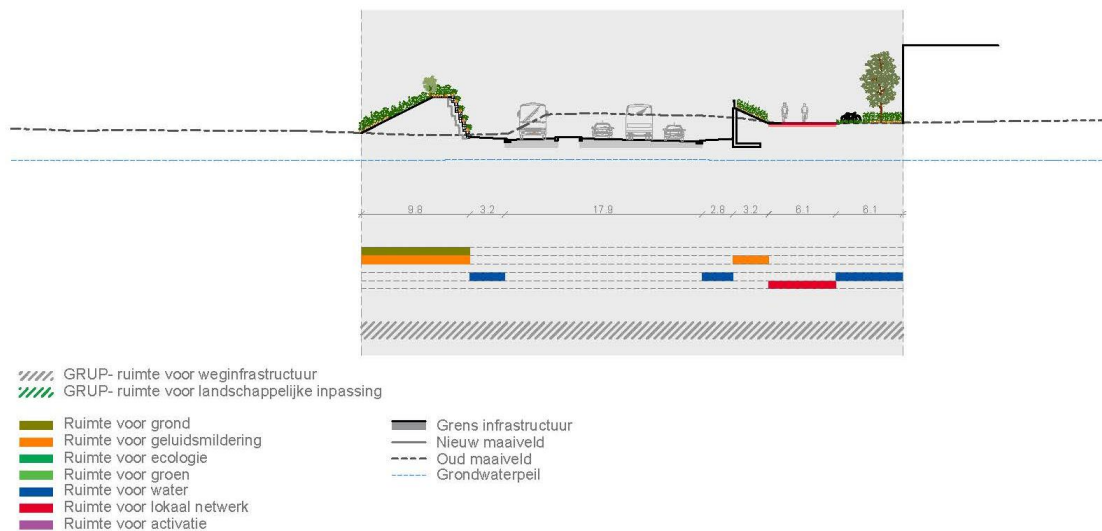 9.8 3.2 17.9 2.8 3.2 6.1 6.1
GRUP- ruimte voor weginfrastructuur
GRUP- ruimte voor landschappelijke inpassing
Ruimte voor grond
Ruimte voor geluidsmildering
Ruimte voor ecologie
Ruimte voor groen
Ruimte voor water
Ruimte voor lokaal netwerk
Ruimte voor activatie
Grens infrastructuur
Nieuw maaiveld
Oud maaiveld
Grondwaterpeil